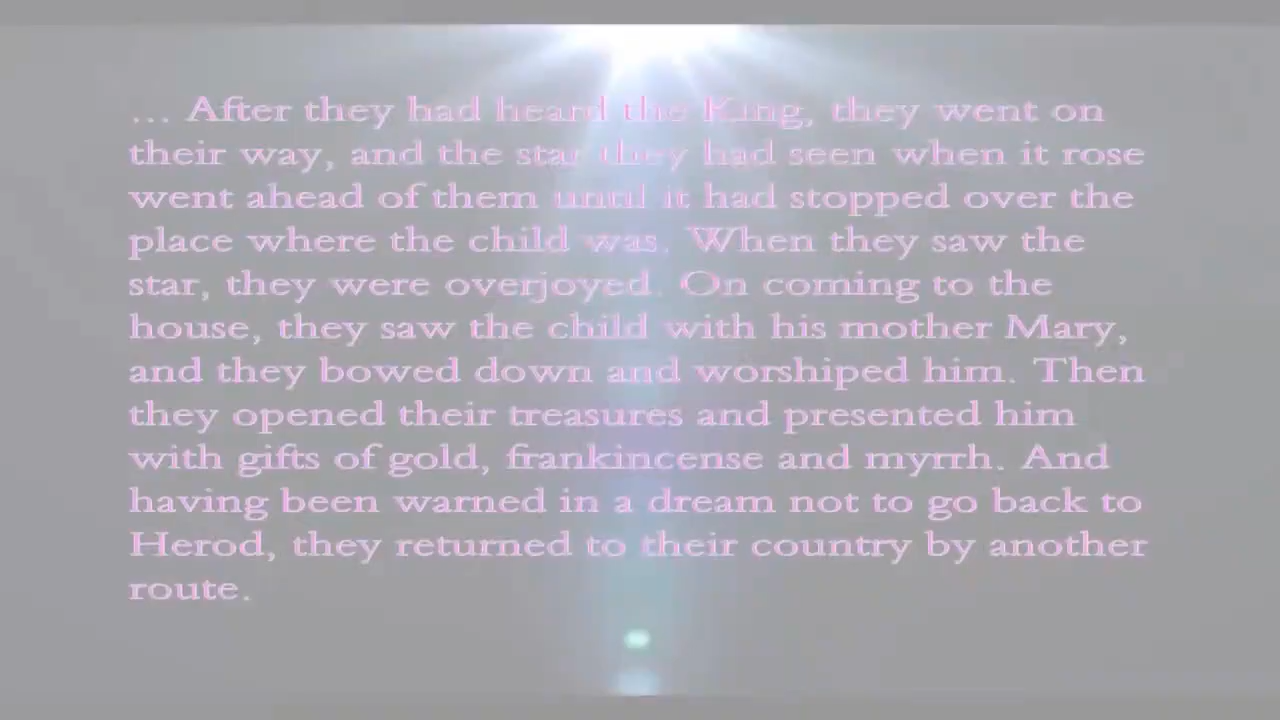 ... After they had heard the King, they went on
their way, and the star they had seen when it rose
went ahead of them until it had stopped over the
place where the child was. When they saw the
star, they were overjoyed. On coming to the
house, they saw the child with his mother Mary,
and they bowed down and worshiped him. Then
they opened their treasures and presented him
with gifts of gold, frankincense and myrrh. And
having been warned in a dream not to go back to
Herod, they returned to their country by another
route.